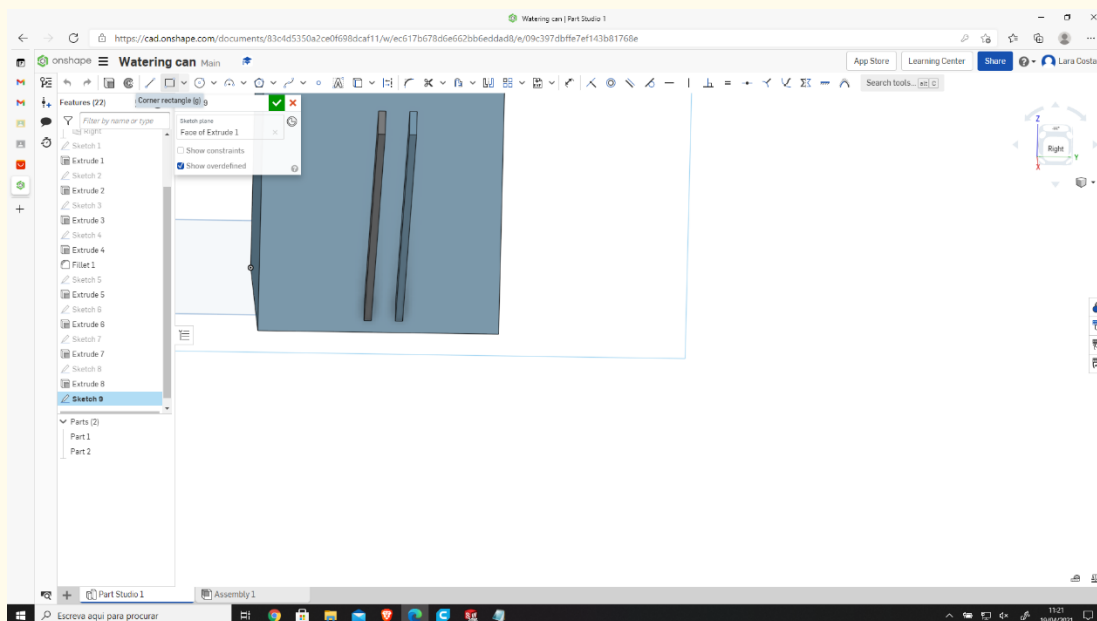 Watering can | Part Studio 1
https://cad.onshape.com/documents/83c4d5350a2ce0f698dcaf11/w/ec617b678d6e662bb6eddad8/e/09c397dbffe7ef143b81768e
onshape Watering can Main
App Store Learning Center Share Lara Costa
Search tools...
Features (22) Corner rectangle (g) 9
Filter by name or type
Sketch plane
Face of Extrude 1
Show constraints
Show overdefined
Right
Sketch 1
Extrude 1
Sketch 2
Extrude 2
Sketch 3
Extrude 3
Sketch 4
Extrude 4
Fillet 1
Sketch 5
Extrude 5
Sketch 6
Extrude 6
Sketch 7
Extrude 7
Sketch 8
Extrude 8
Sketch 9
Parts (2)
Part 1
Part 2
Z
Right
Y
X
Part Studio 1 Assembly 1
Escreva aqui para procurar
11:21
19/04/2021